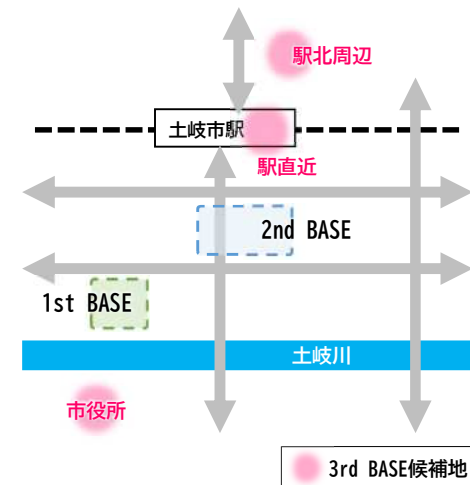 駅北周辺
土岐市駅
駅直近
2nd BASE
1st BASE
土岐川
市役所
3rd BASE候補地